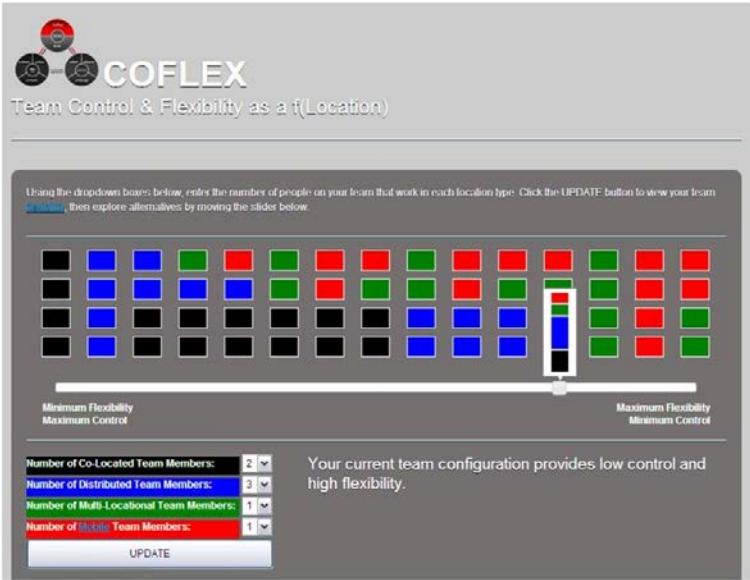 COFLEX
Team Control & Flexibility as a f(Location)
Using the dropdown boxes below, enter the number of people on your team that work in each location type. Click the UPDATE button to view your team
, then explore alternatives by moving the slider below.
Minimum Flexibility
Maximum Control
Maximum Flexibility
Minimum Control
Number of Co-Located Team Members: 2
Number of Distributed Team Members: 3
Number of Multi-Locational Team Members: 1
Number of Mobile Team Members: 1
UPDATE
Your current team configuration provides low control and
high flexibility.